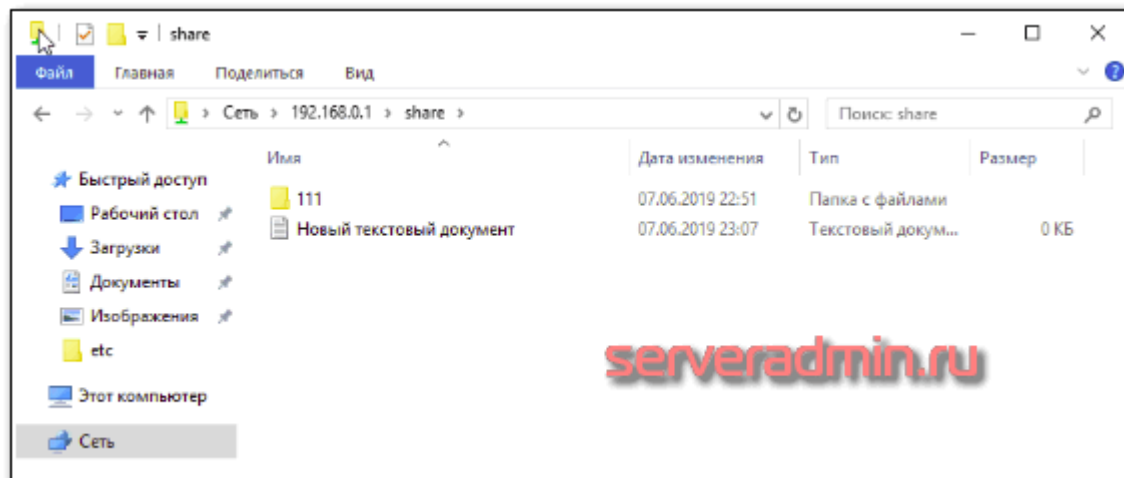 share
Файл Главная Поделиться Вид
Сеть > 192.168.0.1 > share > Поиск: share
Имя Дата изменения Тип Размер
Быстрый доступ
Рабочий стол
Загрузки
Документы
Изображения
etc
Этот компьютер
Сеть
111 07.06.2019 22:51 Папка с файлами
Новый текстовый документ 07.06.2019 23:07 Текстовый докум... 0 КБ
serveradmin.ru